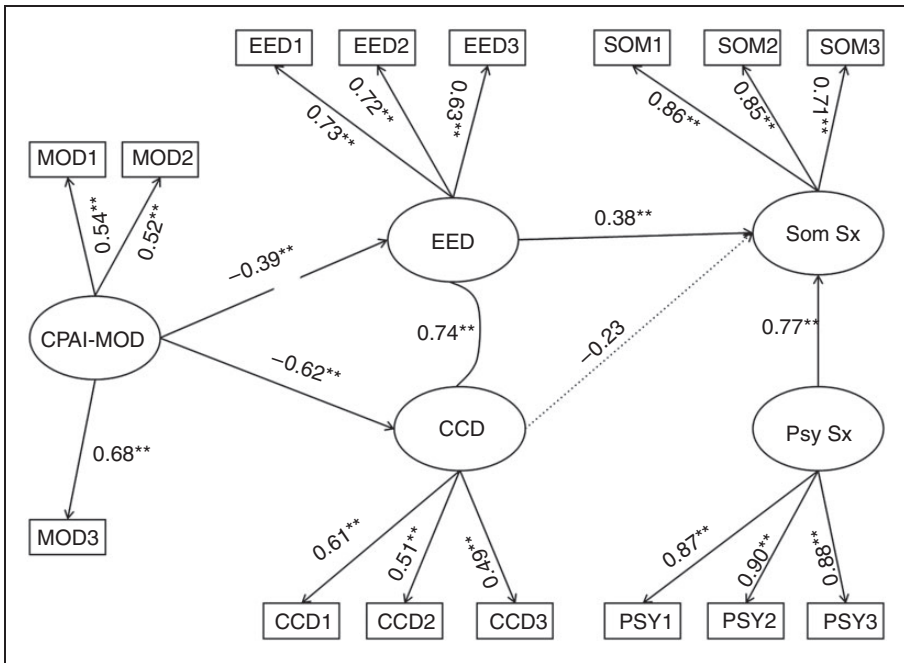 EED1
EED2
EED3
SOM1
SOM2
SOM3
0.73**
0.72**
0.63**
0.86**
0.85**
0.71**
MOD1
MOD2
0.54**
0.52**
EED
0.38**
Som Sx
−0.39**
CPAI-MOD
0.74**
−0.23
0.77**
−0.62**
CCD
Psy Sx
0.68**
MOD3
0.61**
0.51**
0.49**
0.87**
0.90**
0.88**
CCD1
CCD2
CCD3
PSY1
PSY2
PSY3